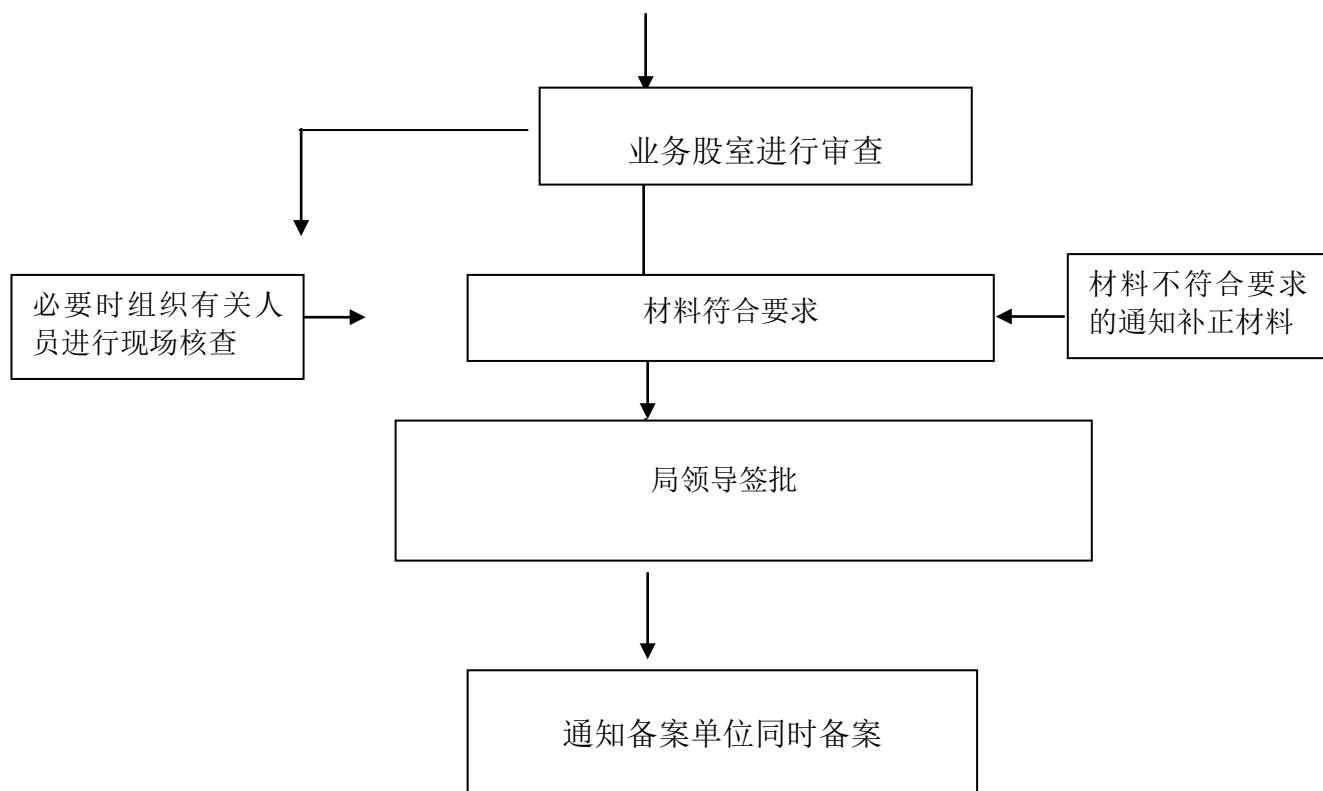 业务股室进行审查
必要时组织有关人
员进行现场核查
材料符合要求
材料不符合要求
的通知补正材料
局领导签批
通知备案单位同时备案